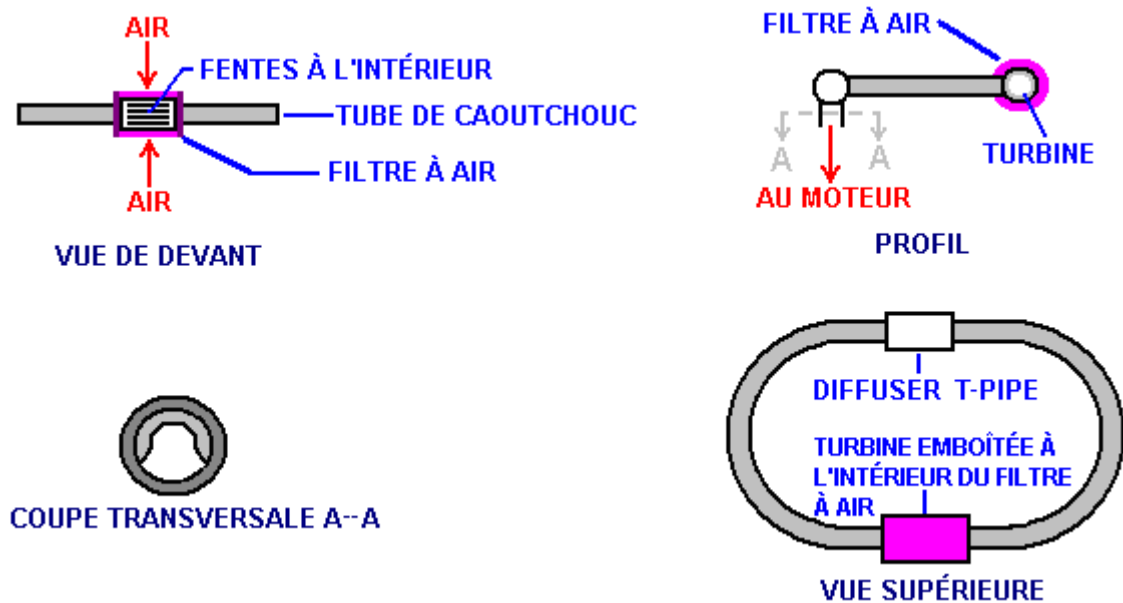 AIR
FENTES À L'INTÉRIEUR
TUBE DE CAOUTCHOUC
FILTRE À AIR
AIR
VUE DE DEVANT
FILTRE À AIR
A
A
TURBINE
AU MOTEUR
PROFIL
COUPE TRANSVERSALE A--A
DIFFUSER T-PIPE
TURBINE EMBOÎTÉE À
L'INTÉRIEUR DU FILTRE
À AIR
VUE SUPÉRIEURE